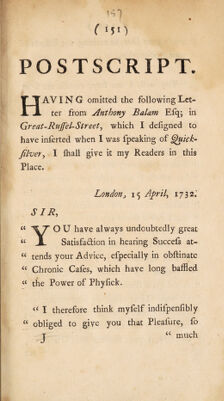 157
(151)
POSTSCRIPT.
HAVING omitted the following Let-
ter from Anthony Balam Esq; in
Great-Ruſſel-Street, which I deſigned to
have inſerted when I was ſpeaking of Quick-
ſilver, I ſhall give it my Readers in this
Place.
London, 15 April, 1732.
SIR,
“ YOU have always undoubtedly great
“ Satisfaction in hearing Succeſs at-
“ tends your Advice, eſpecially in obſtinate
“ Chronic Caſes, which have long baffled
“ the Power of Phyſick.
“ I therefore think myſelf indiſpenſibly
“ obliged to give you that Pleaſure, ſo
J “ much